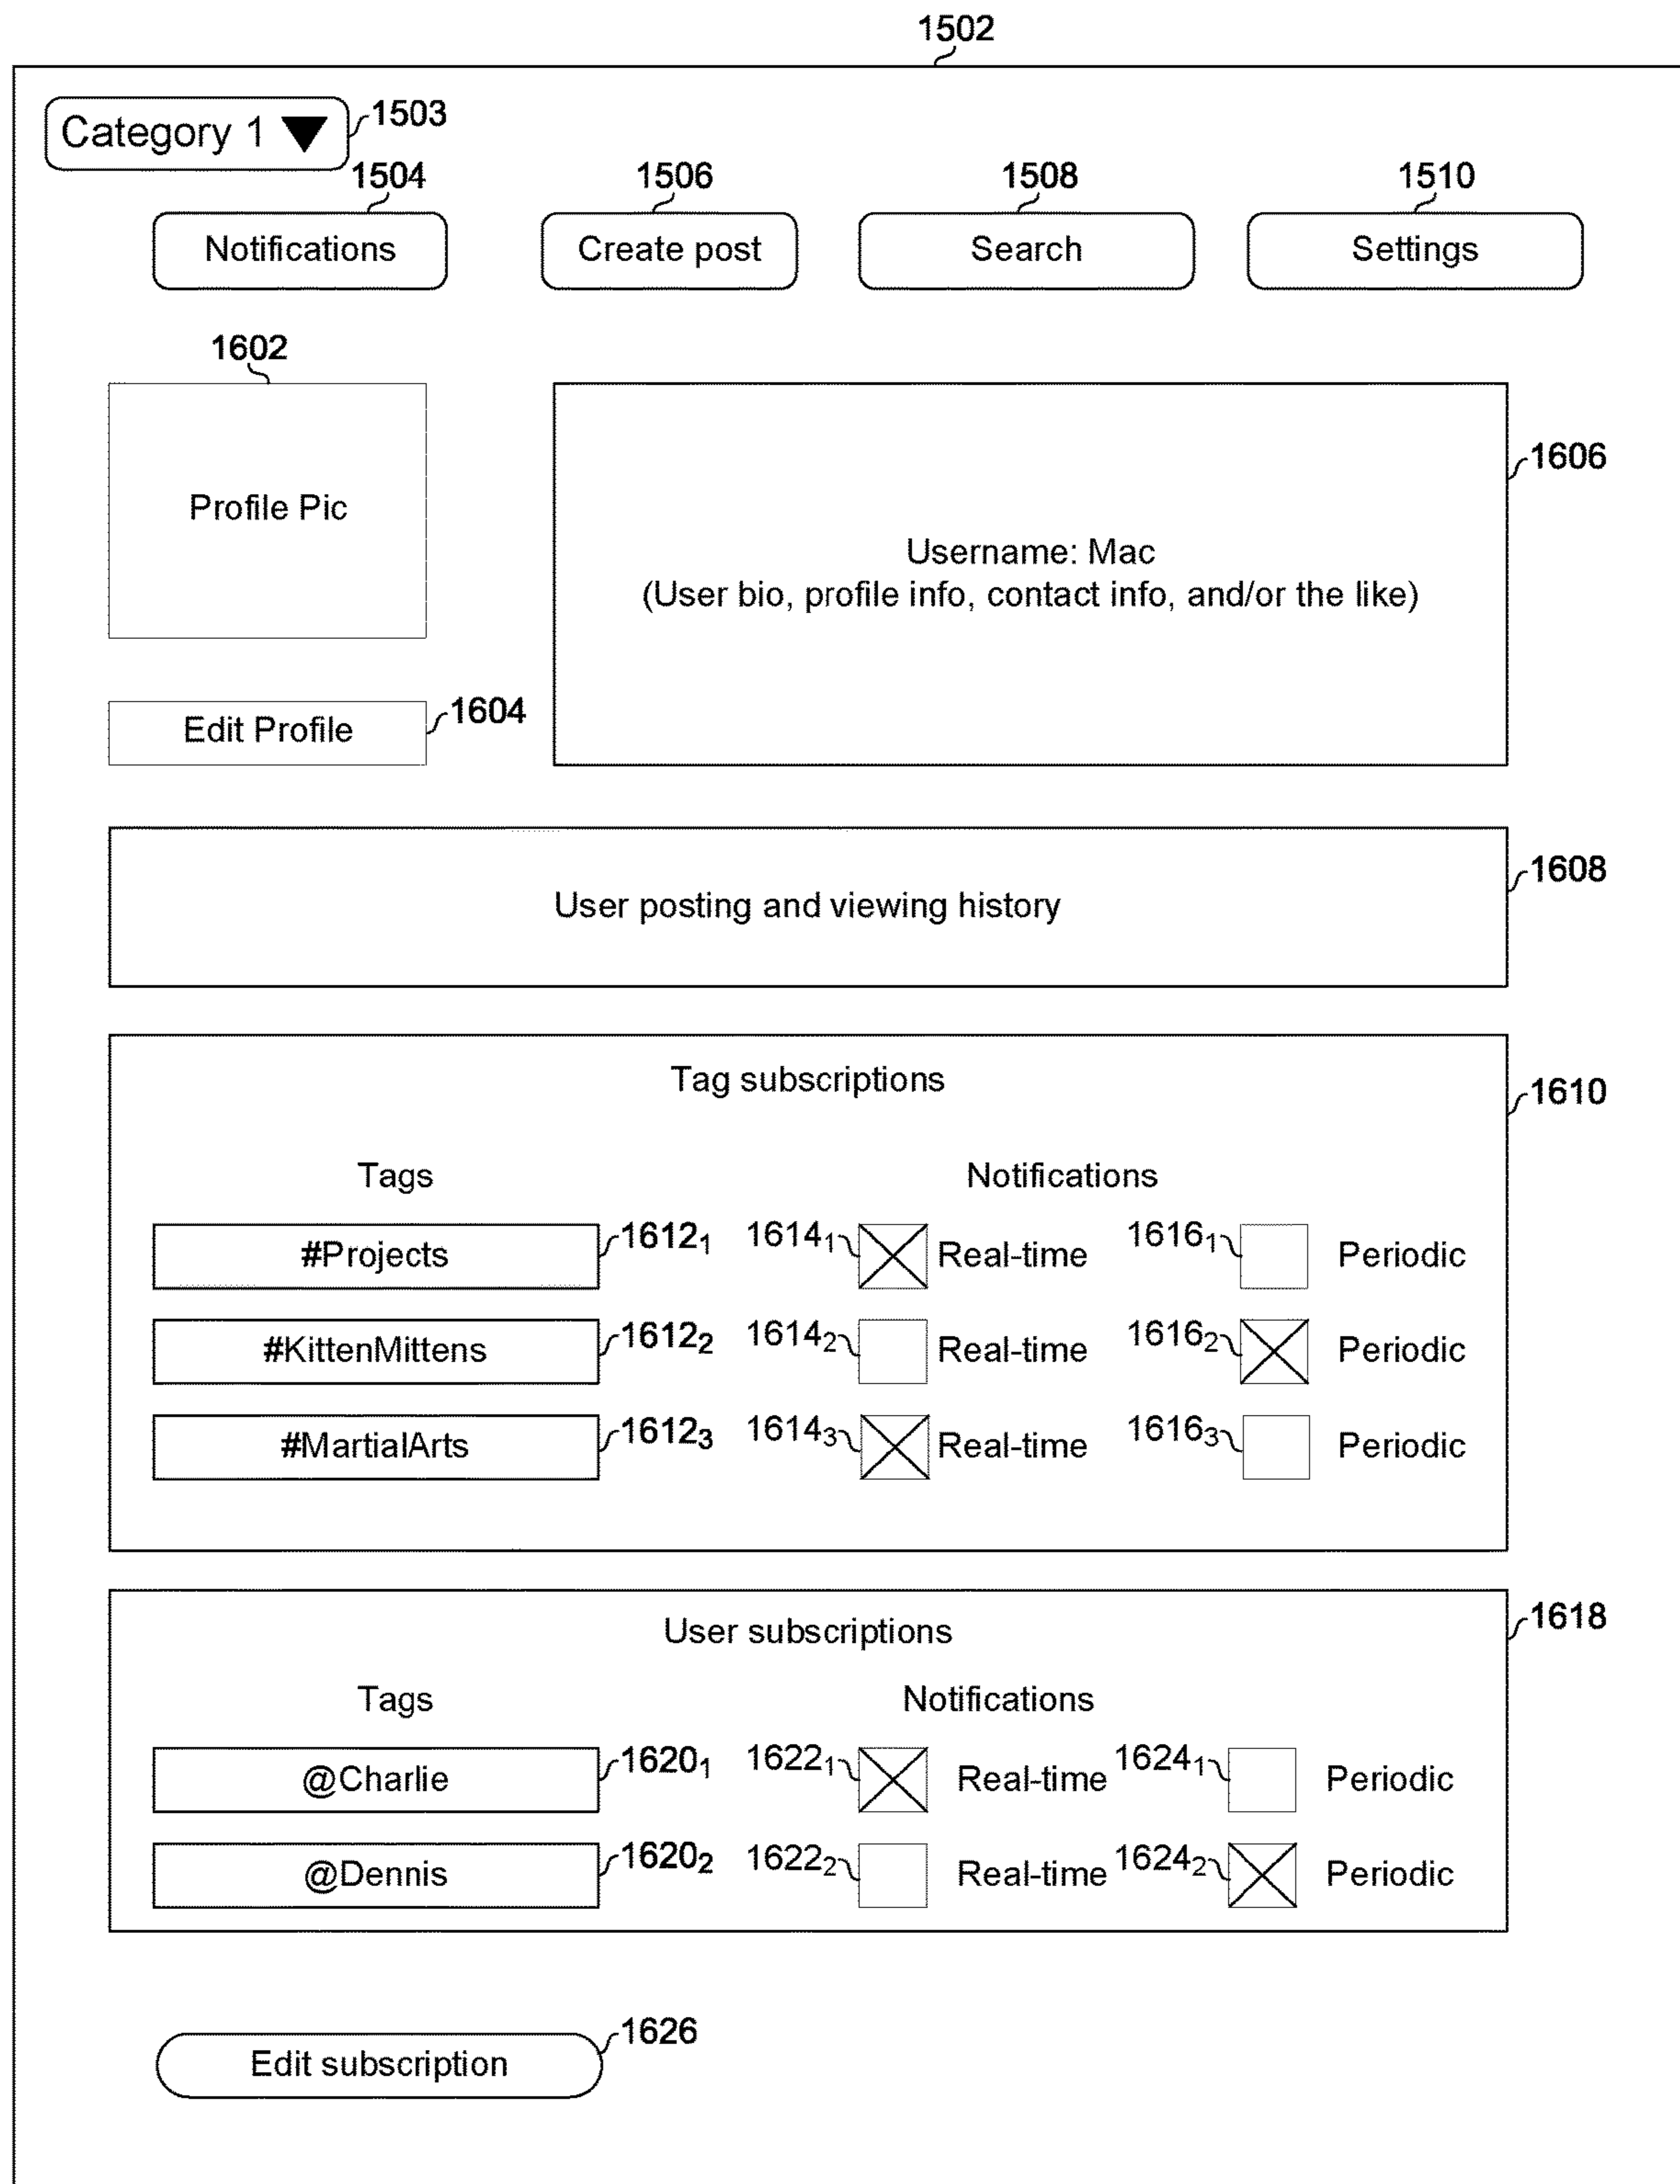 1502
Category 1 1503
1504 1506 1508 1510
Notifications Create post Search Settings
1602
Profile Pic
1606
Username: Mac
(User bio, profile info, contact info, and/or the like)
Edit Profile 1604
User posting and viewing history 1608
Tag subscriptions
1610
Tags Notifications
#Projects 1612₁ 1614₁ Real-time 1616₁ Periodic
#KittenMittens 1612₂ 1614₂ Real-time 1616₂ Periodic
#MartialArts 1612₃ 1614₃ Real-time 1616₃ Periodic
User subscriptions 1618
Tags Notifications
@Charlie 1620₁ 1622₁ Real-time 1624₁ Periodic
@Dennis 1620₂ 1622₂ Real-time 1624₂ Periodic
Edit subscription 1626